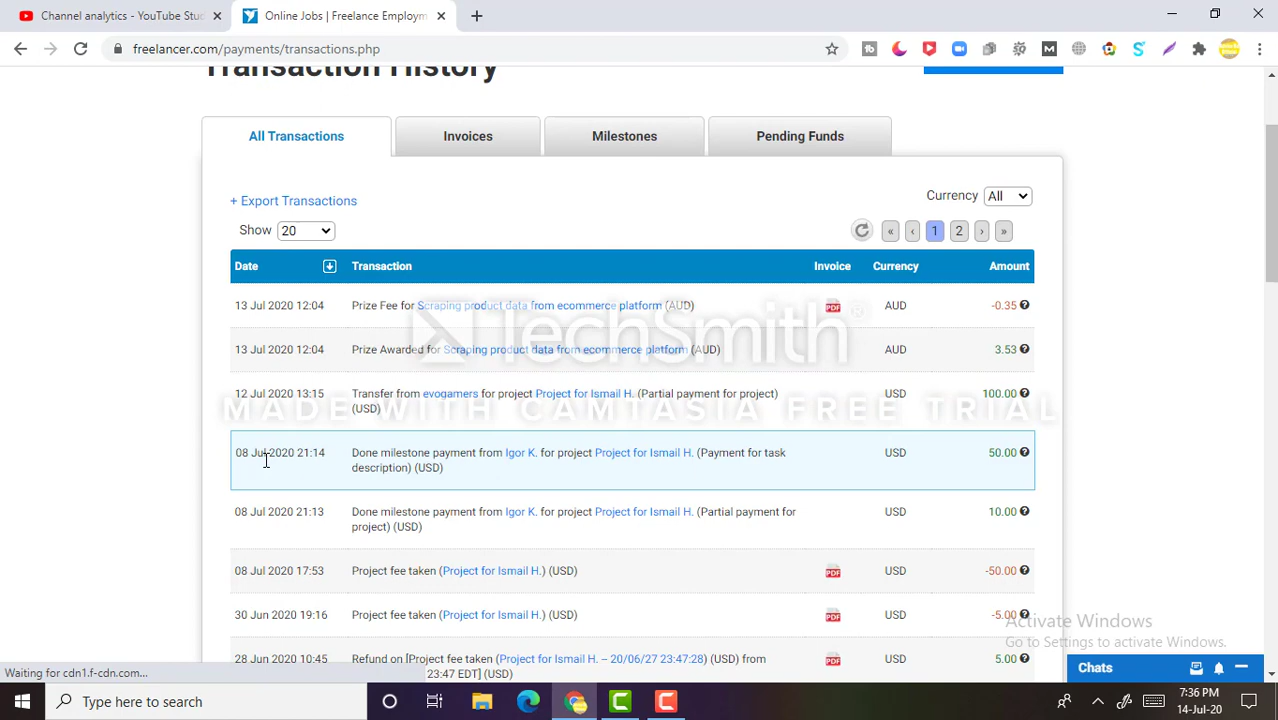 Channel analytics - YouTube Stu
Online Jobs | Freelance Employm
freelancer.com/payments/transactions.php
Transaction History
All Transactions
Invoices
Milestones
Pending Funds
+ Export Transactions
Currency All
Show 20
« ‹ 1 2 › »
Date Transaction Invoice Currency Amount
13 Jul 2020 12:04 Prize Fee for Scraping product data from ecommerce platform (AUD) PDF AUD -0.35
TechSmith®
13 Jul 2020 12:04 Prize Awarded for Scraping product data from ecommerce platform (AUD) AUD 3.53
12 Jul 2020 13:15 Transfer from evogamers for project Project for Ismail H. (Partial payment for project) USD 100.00
(USD)
MADE WITH CAMTASIA FREE TRIAL
08 Jul 2020 21:14 Done milestone payment from Igor K. for project Project for Ismail H. (Payment for task USD 50.00
description) (USD)
08 Jul 2020 21:13 Done milestone payment from Igor K. for project Project for Ismail H. (Partial payment for USD 10.00
project) (USD)
08 Jul 2020 17:53 Project fee taken (Project for Ismail H.) (USD) PDF USD -50.00
30 Jun 2020 19:16 Project fee taken (Project for Ismail H.) (USD) PDF USD -5.00
Activate Windows
Go to Settings to activate Windows.
28 Jun 2020 10:45 Refund on [Project fee taken (Project for Ismail H. -- 20/06/27 23:47:28) (USD) from PDF USD 5.00
23:47 EDT] (USD)
Waiting for cdn1.f-cdn.com...
Chats
Type here to search
7:36 PM
14-Jul-20